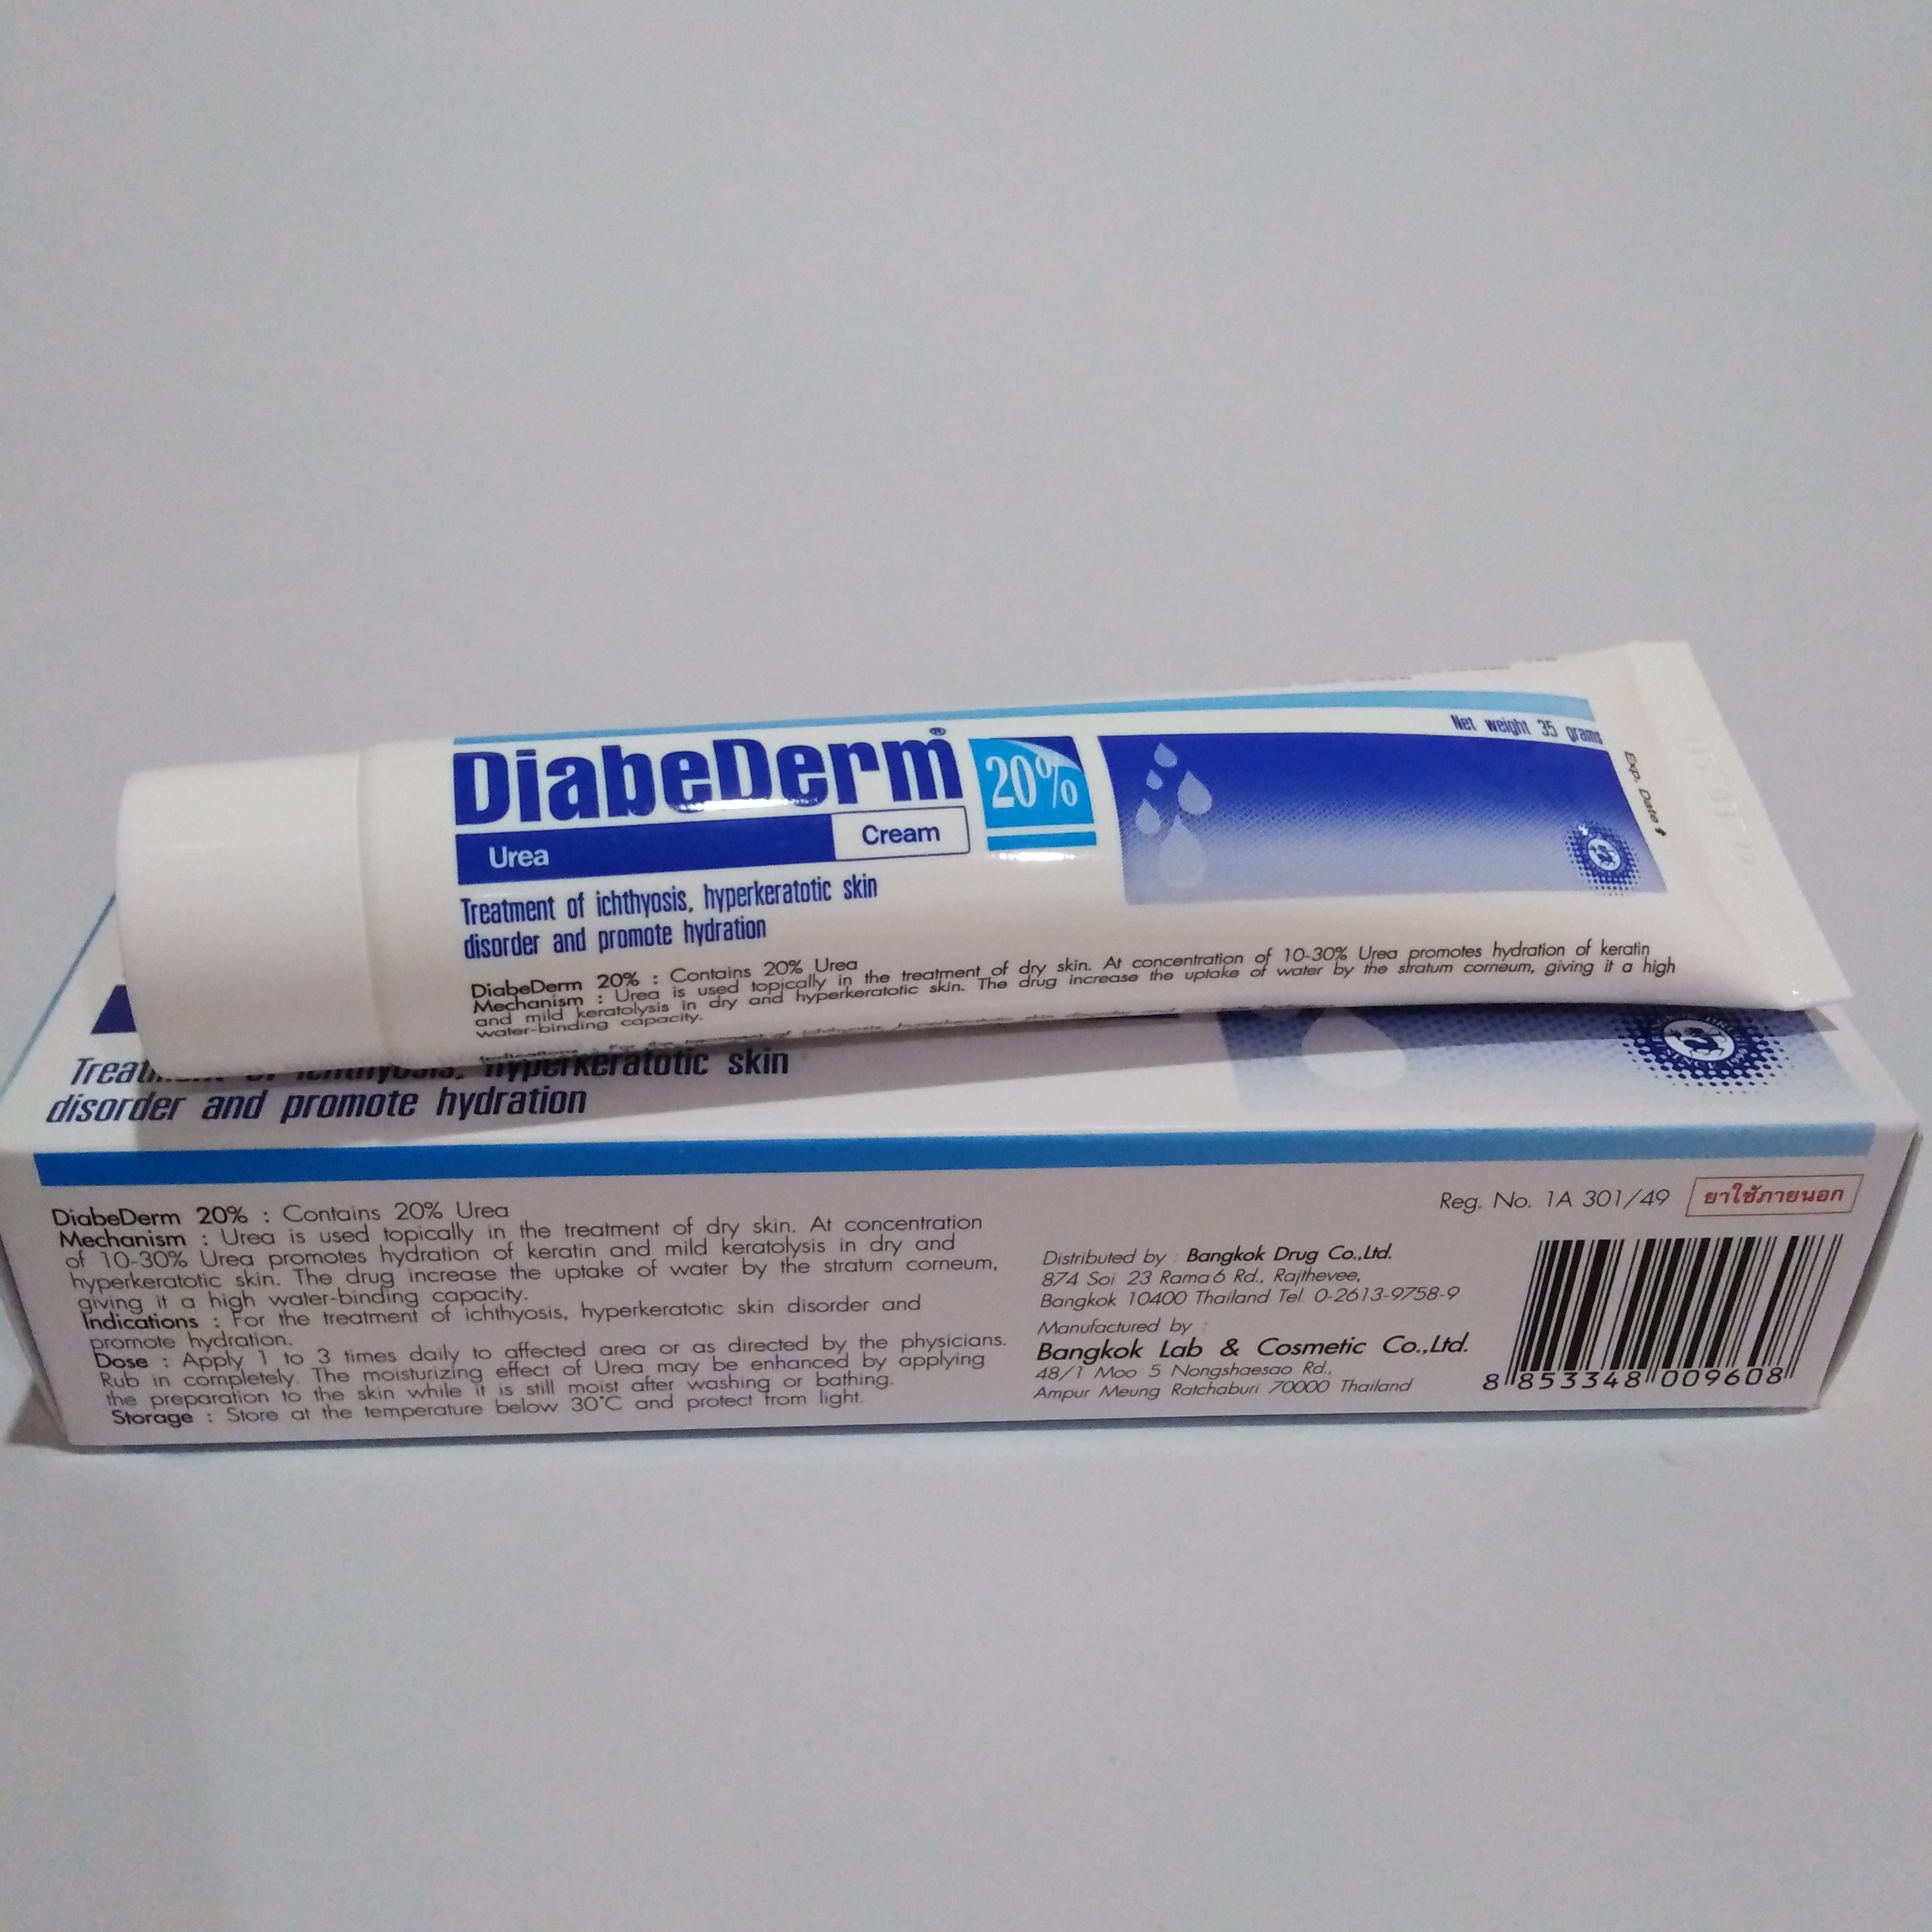 DiabeDerm®
20%
Net weight 35 grams
Exp. Date
Urea
Cream
Treatment of ichthyosis, hyperkeratotic skin
disorder and promote hydration
DiabeDerm 20% : Contains 20% Urea
Mechanism : Urea is used topically in the treatment of dry skin. At concentration of 10-30% Urea promotes hydration of keratin
and mild keratolysis in dry and hyperkeratotic skin. The drug increase the uptake of water by the stratum corneum, giving it a high
water-binding capacity.
hyperkeratotic skin
disorder and promote hydration
DiabeDerm 20% : Contains 20% Urea
Mechanism : Urea is used topically in the treatment of dry skin. At concentration
of 10-30% Urea promotes hydration of keratin and mild keratolysis in dry and
hyperkeratotic skin. The drug increase the uptake of water by the stratum corneum,
giving it a high water-binding capacity.
Indications : For the treatment of ichthyosis, hyperkeratotic skin disorder and
promote hydration.
Dose : Apply 1 to 3 times daily to affected area or as directed by the physicians.
Rub in completely. The moisturizing effect of Urea may be enhanced by applying
the preparation to the skin while it is still moist after washing or bathing.
Storage : Store at the temperature below 30°C and protect from light.
Reg. No. 1A 301/49
ยาใช้ภายนอก
Distributed by : Bangkok Drug Co.,Ltd.
874 Soi 23 Rama 6 Rd., Rajthevee,
Bangkok 10400 Thailand Tel. 0-2613-9758-9
Manufactured by :
Bangkok Lab & Cosmetic Co.,Ltd.
48/1 Moo 5 Nongshaesao Rd.,
Ampur Meung Ratchaburi 70000 Thailand
8 853348 009608